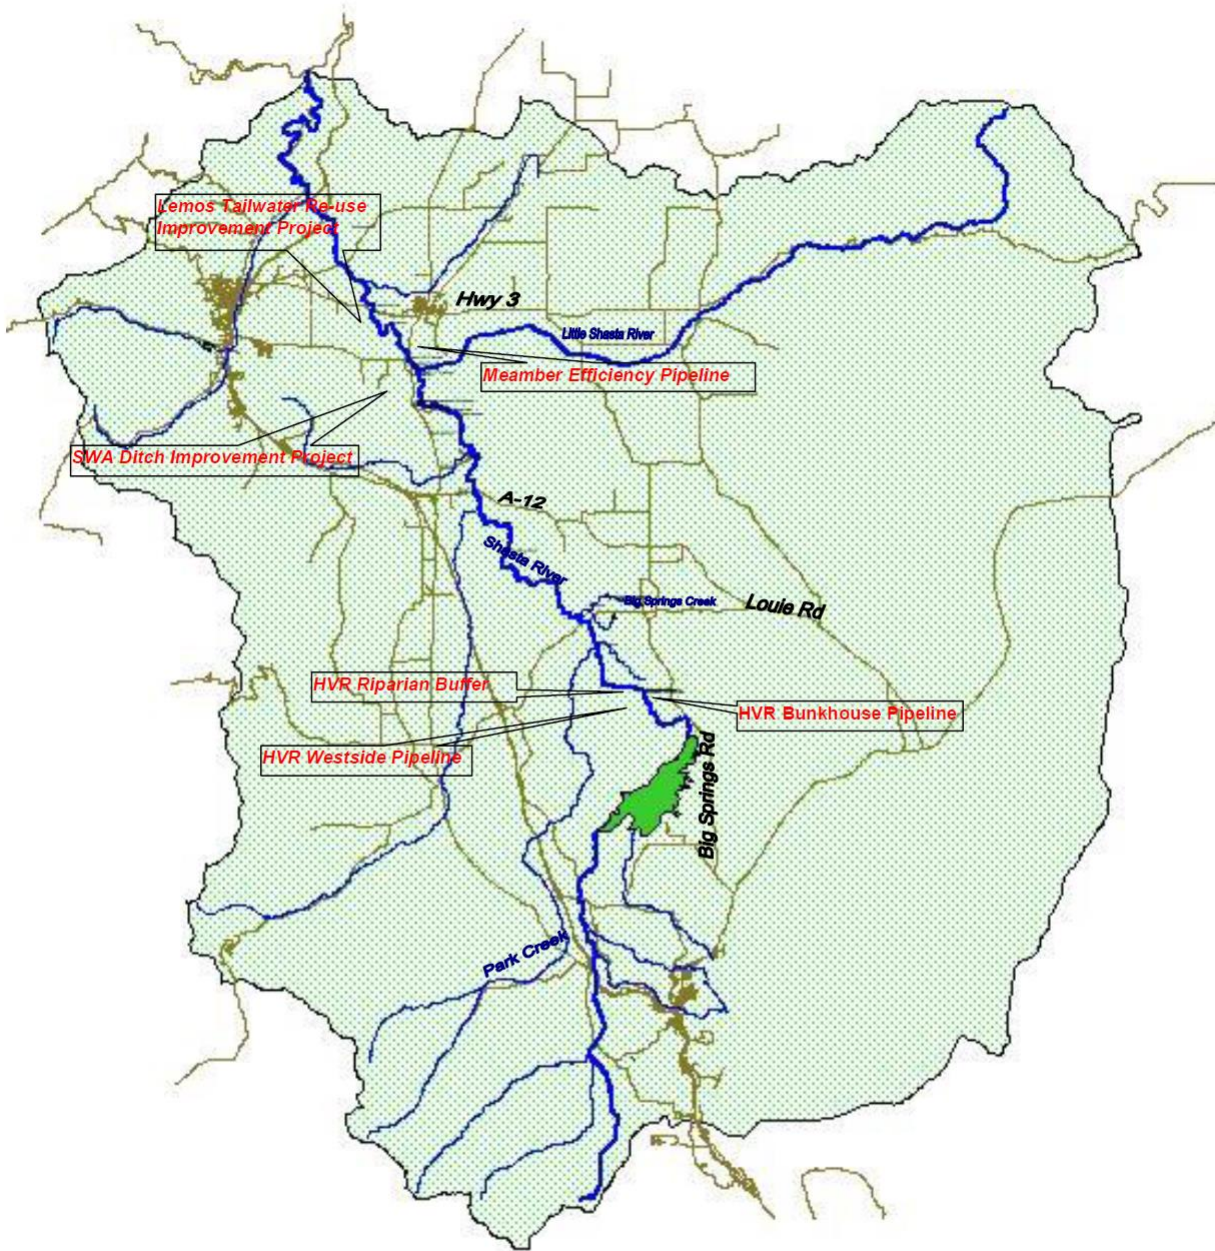 Lemos Tailwater Re-use
Improvement Project
Hwy 3
Little Shasta River
Meamber Efficiency Pipeline
SWA Ditch Improvement Project
A-12
Shasta River
Big Springs Creek
Louie Rd
HVR Riparian Buffer
HVR Bunkhouse Pipeline
HVR Westside Pipeline
Big Springs Rd
Park Creek